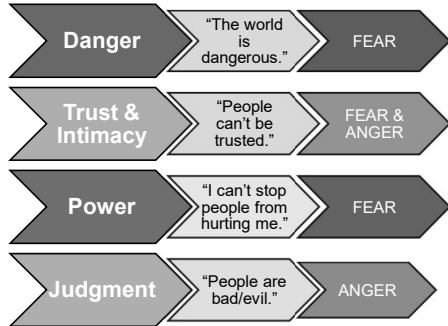 Danger
“The world
is
dangerous.”
FEAR
Trust &
Intimacy
“People
can’t be
trusted.”
FEAR &
ANGER
Power
“I can’t stop
people from
hurting me.”
FEAR
Judgment
“People are
bad/evil.”
ANGER